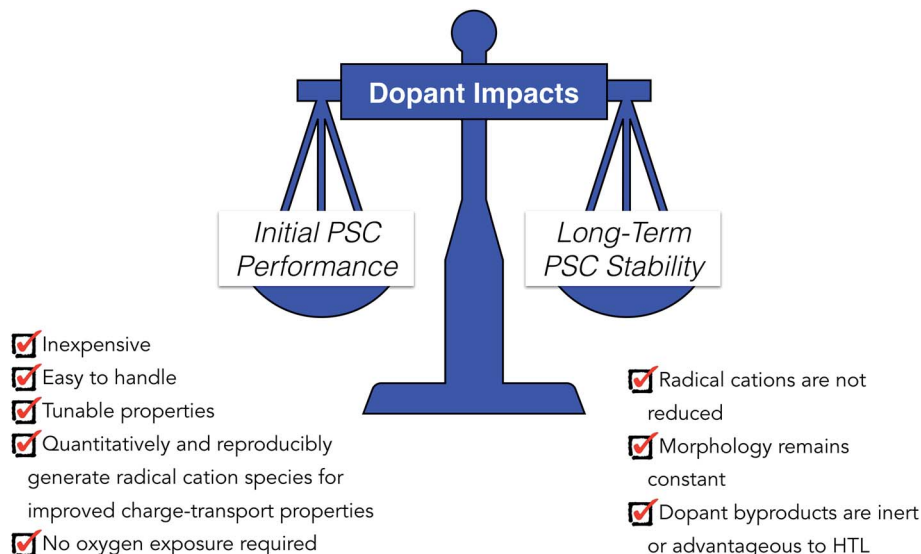 Dopant Impacts
Initial PSC
Performance
Long-Term
PSC Stability
Inexpensive
Easy to handle
Tunable properties
Quantitatively and reproducibly
generate radical cation species for
improved charge-transport properties
No oxygen exposure required
Radical cations are not
reduced
Morphology remains
constant
Dopant byproducts are inert
or advantageous to HTL